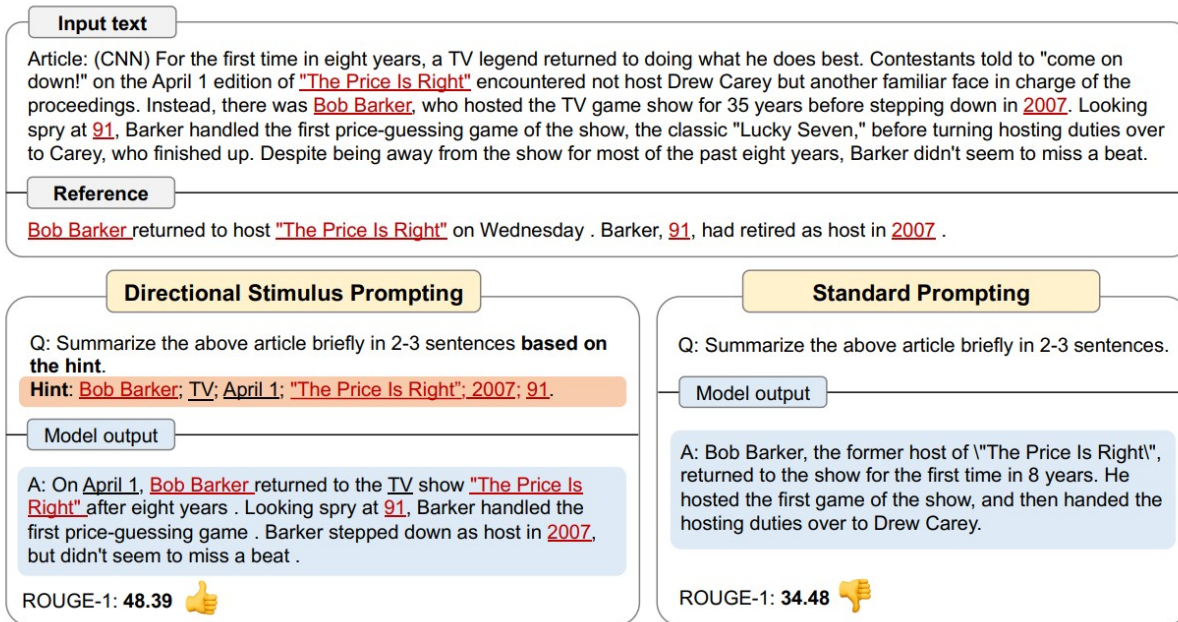 Input text
Article: (CNN) For the first time in eight years, a TV legend returned to doing what he does best. Contestants told to "come on
down!" on the April 1 edition of "The Price Is Right" encountered not host Drew Carey but another familiar face in charge of the
proceedings. Instead, there was Bob Barker, who hosted the TV game show for 35 years before stepping down in 2007. Looking
spry at 91, Barker handled the first price-guessing game of the show, the classic "Lucky Seven," before turning hosting duties over
to Carey, who finished up. Despite being away from the show for most of the past eight years, Barker didn't seem to miss a beat.
Reference
Bob Barker returned to host "The Price Is Right" on Wednesday . Barker, 91, had retired as host in 2007 .
Directional Stimulus Prompting
Q: Summarize the above article briefly in 2-3 sentences based on
the hint.
Hint: Bob Barker; TV; April 1; "The Price Is Right"; 2007; 91.
Model output
A: On April 1, Bob Barker returned to the TV show "The Price Is
Right" after eight years . Looking spry at 91, Barker handled the
first price-guessing game . Barker stepped down as host in 2007,
but didn't seem to miss a beat .
ROUGE-1: 48.39
Standard Prompting
Q: Summarize the above article briefly in 2-3 sentences.
Model output
A: Bob Barker, the former host of \"The Price Is Right\",
returned to the show for the first time in 8 years. He
hosted the first game of the show, and then handed the
hosting duties over to Drew Carey.
ROUGE-1: 34.48